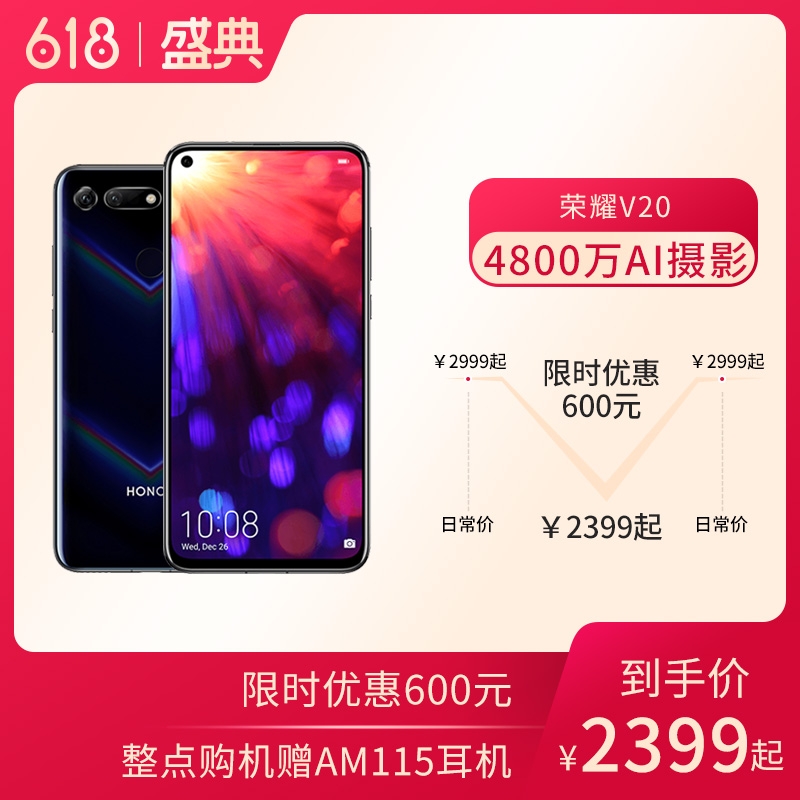 618 | 盛典
荣耀V20
4800万AI摄影
￥2999起
￥2999起
限时优惠
600元
日常价
￥2399起
日常价
HONO
10:08
Wed, Dec 26
限时优惠600元
整点购机赠AM115耳机
到手价
￥2399起